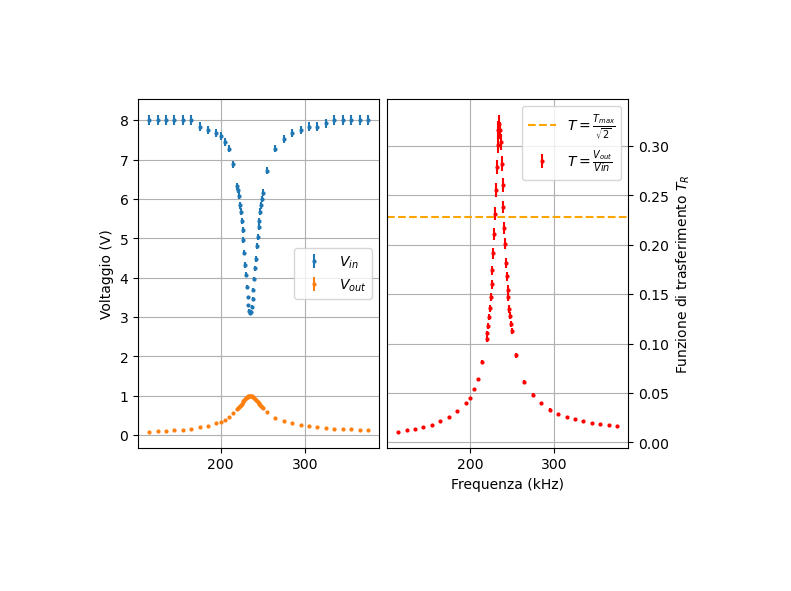 Voltaggio (V)
8
7
6
5
4
3
2
1
0
200
300
V_in
V_out
T = T_max/√2
T = V_out/Vin
0.30
0.25
0.20
0.15
0.10
0.05
0.00
Funzione di trasferimento T_R
200
300
Frequenza (kHz)